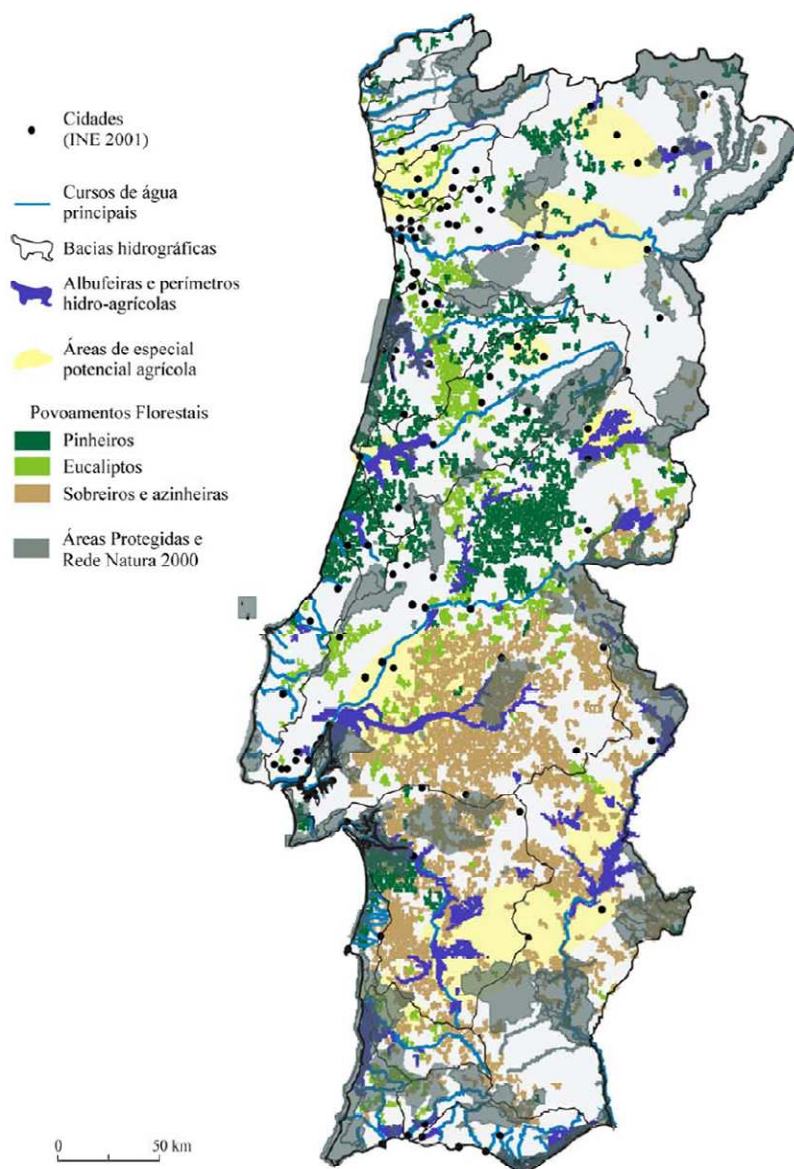 Cidades
(INE 2001)
Cursos de água
principais
Bacias hidrográficas
Albufeiras e perímetros
hidro-agrícolas
Áreas de especial
potencial agrícola
Povoamentos Florestais
Pinheiros
Eucaliptos
Sobreiros e azinheiras
Áreas Protegidas e
Rede Natura 2000
0 50 km